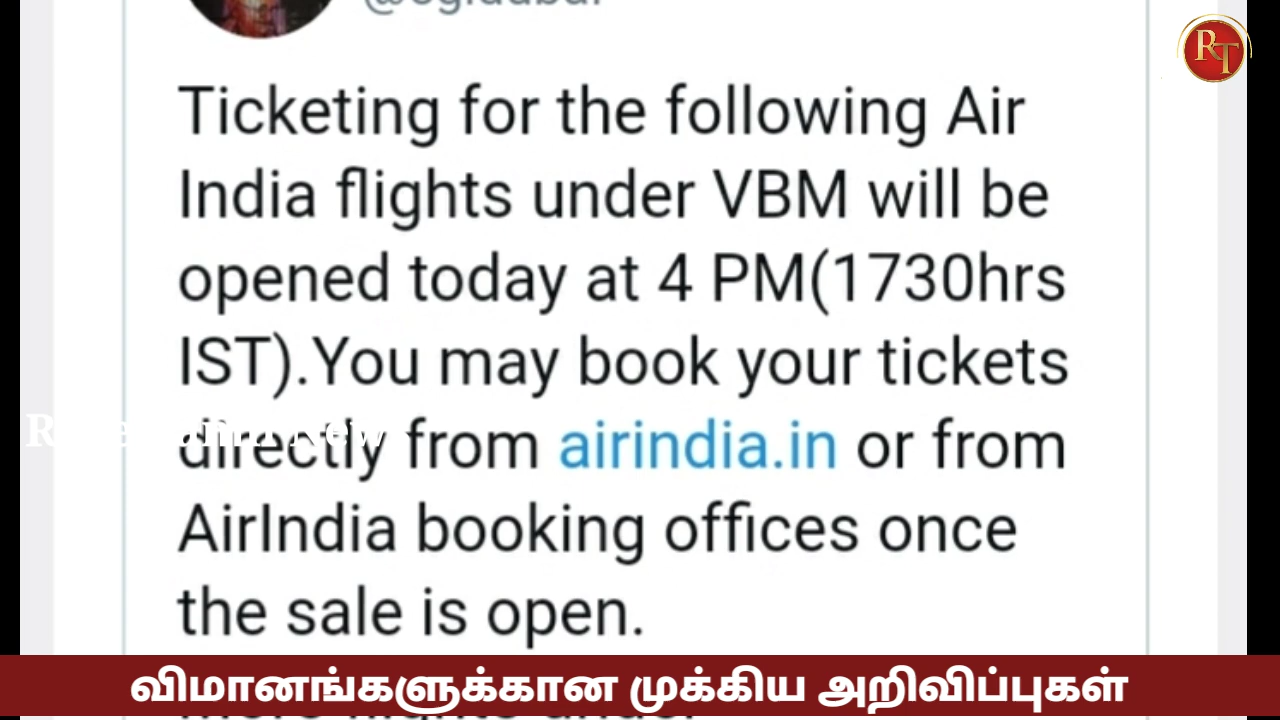 RT
Ticketing for the following Air
India flights under VBM will be
opened today at 4 PM(1730hrs
IST).You may book your tickets
directly from airindia.in or from
AirIndia booking offices once
the sale is open.
விமானங்களுக்கான முக்கிய அறிவிப்புகள்